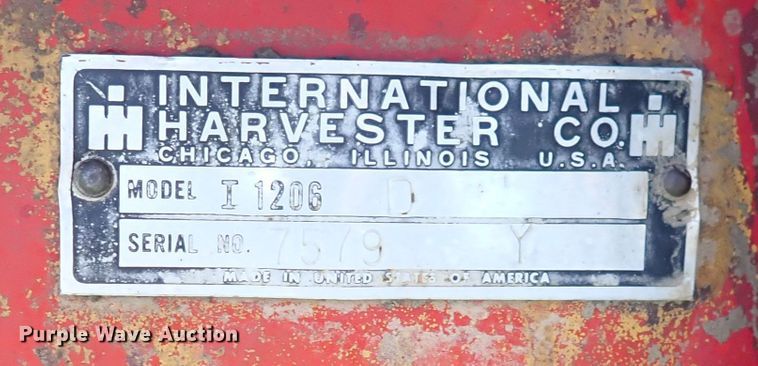 INTERNATIONAL
HARVESTER CO.
CHICAGO, ILLINOIS U.S.A.
MODEL I 1206 D
SERIAL NO. 7579 Y
MADE IN UNITED STATES OF AMERICA
Purple Wave Auction